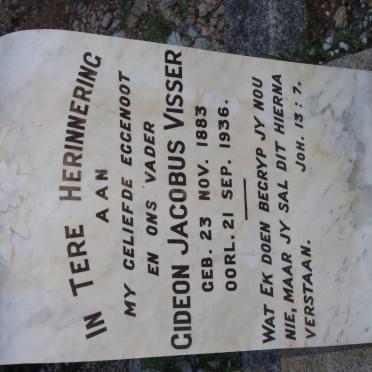 IN TERE HERINNERING
AAN
MY GELIEFDE EGGENOOT
EN ONS VADER
GIDEON JACOBUS VISSER
GEB. 23 NOV. 1883
OORL. 21 SEP. 1936.
WAT EK DOEN BEGRYP JY NOU
NIE, MAAR JY SAL DIT HIERNA
VERSTAAN. JOH. 13:7.